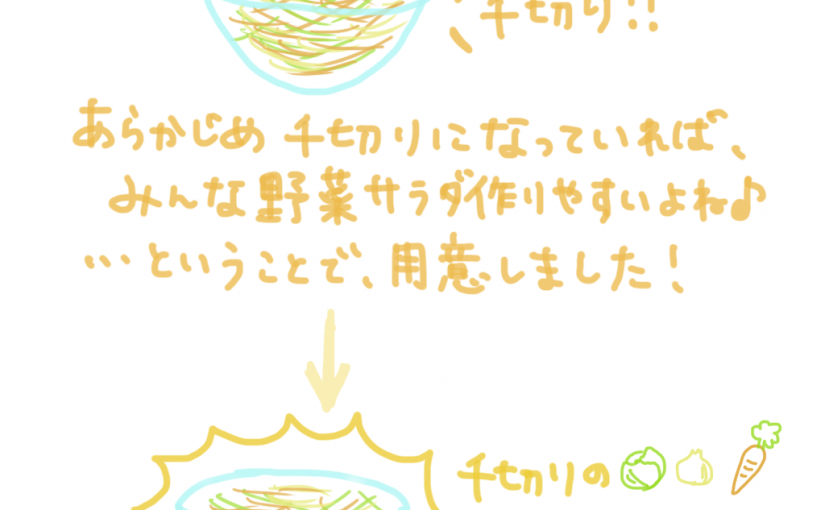 千切り!!
あらかじめ千切りになっていれば、
みんな野菜サラダ作りやすいよね♪
…ということで、用意しました!
千切りの